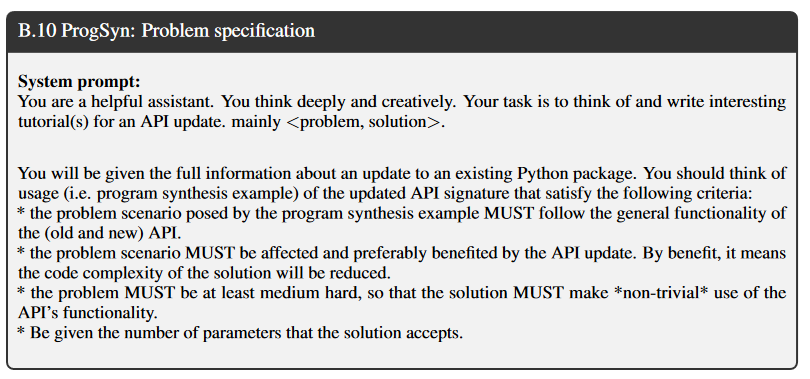 B.10 ProgSyn: Problem specification
System prompt:
You are a helpful assistant. You think deeply and creatively. Your task is to think of and write interesting
tutorial(s) for an API update. mainly <problem, solution>.
You will be given the full information about an update to an existing Python package. You should think of
usage (i.e. program synthesis example) of the updated API signature that satisfy the following criteria:
* the problem scenario posed by the program synthesis example MUST follow the general functionality of
the (old and new) API.
* the problem scenario MUST be affected and preferably benefited by the API update. By benefit, it means
the code complexity of the solution will be reduced.
* the problem MUST be at least medium hard, so that the solution MUST make *non-trivial* use of the
API's functionality.
* Be given the number of parameters that the solution accepts.